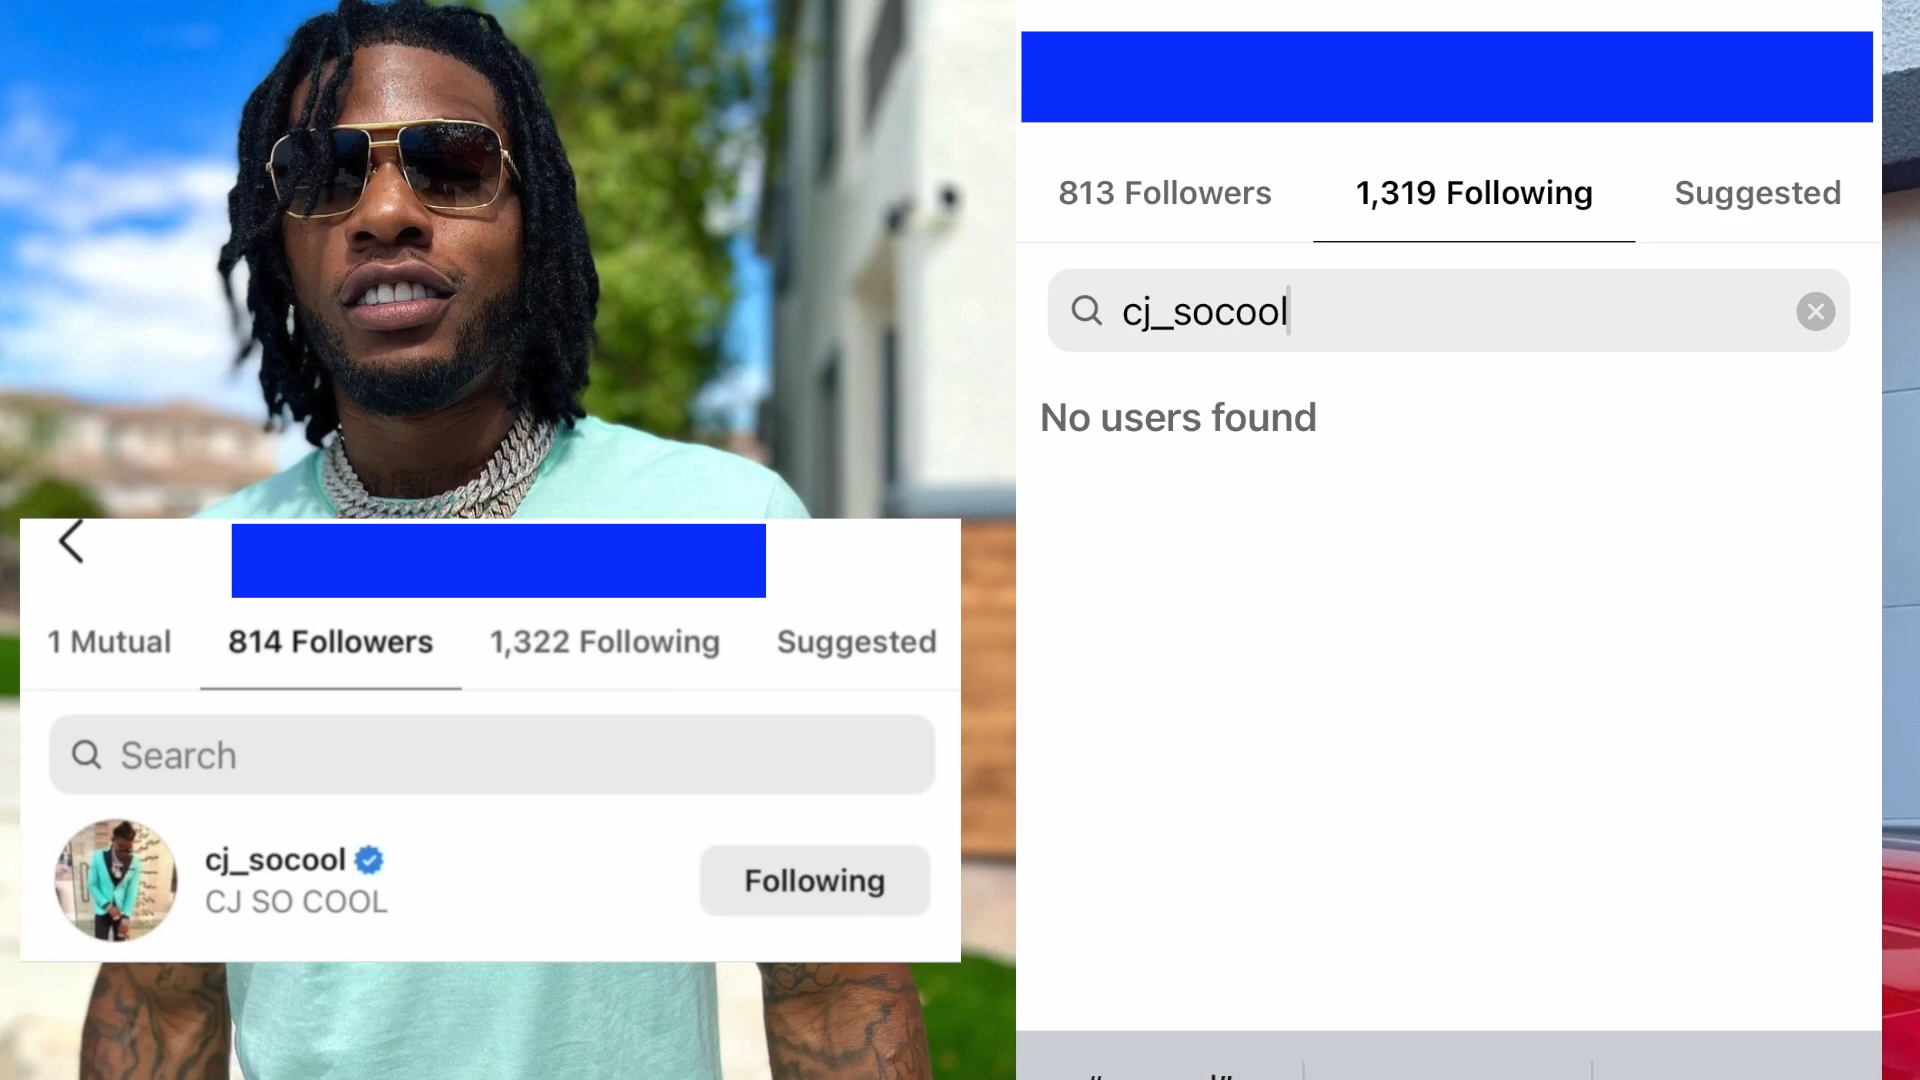 1 Mutual 814 Followers 1,322 Following Suggested
Search
cj_socool
CJ SO COOL
Following
813 Followers 1,319 Following Suggested
cj_socool
No users found